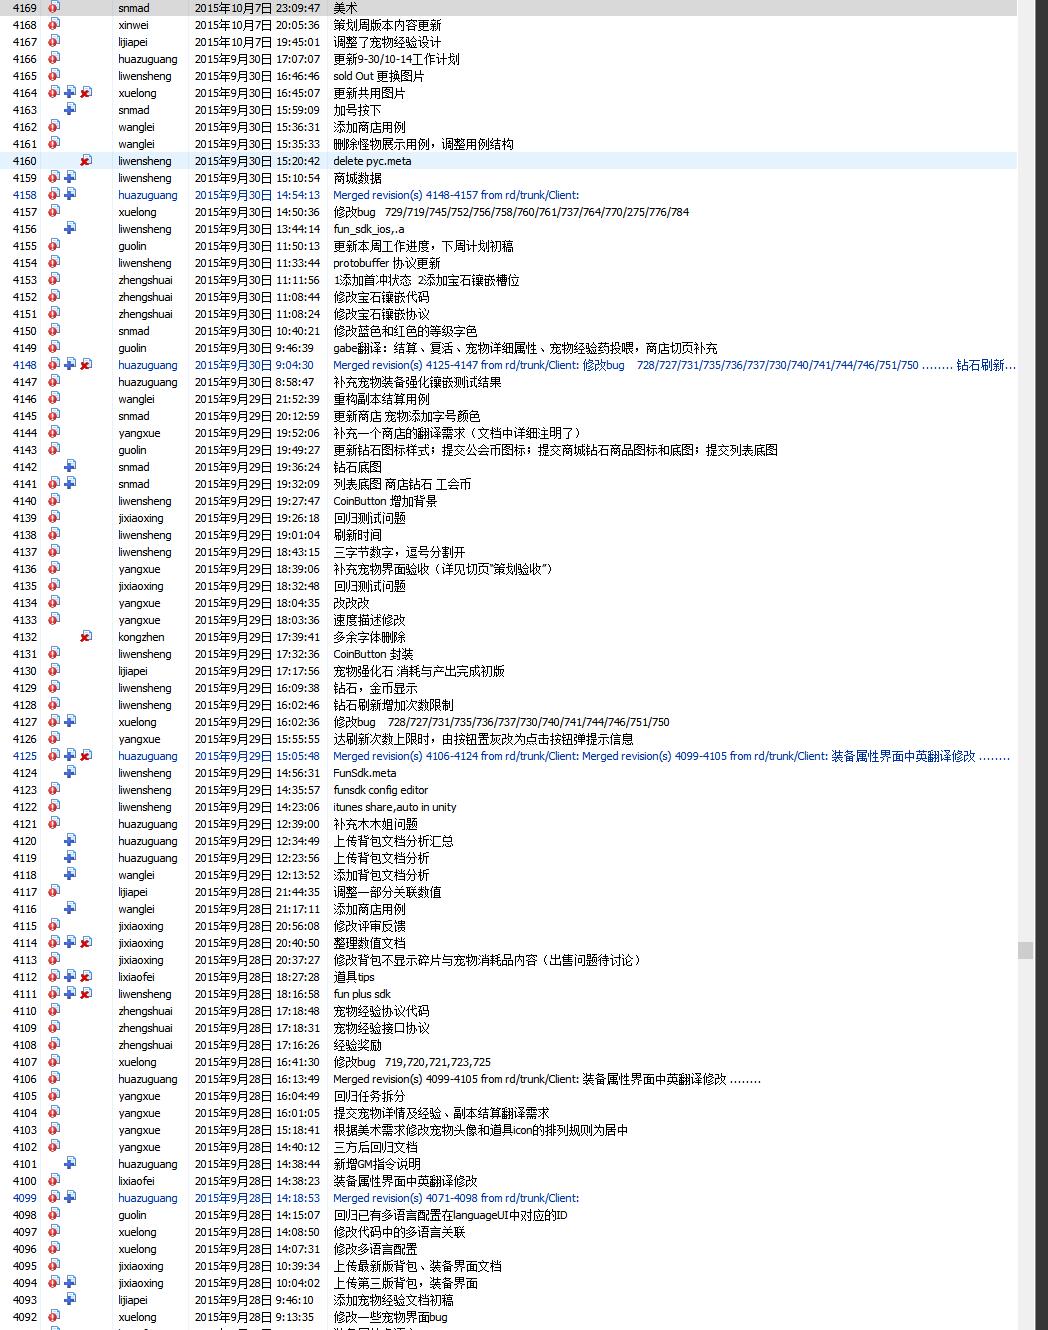 4169 snmad 2015年10月7日 23:09:47 美术
4168 xinwei 2015年10月7日 20:05:36 策划周版本内容更新
4167 lijiapei 2015年10月7日 19:45:01 调整了宠物经验设计
4166 huazuguang 2015年9月30日 17:07:07 更新9-30/10-14工作计划
4165 liwensheng 2015年9月30日 16:46:46 sold Out 更换图片
4164 xuelong 2015年9月30日 16:45:07 更新共用图片
4163 snmad 2015年9月30日 15:59:09 加号按下
4162 wanglei 2015年9月30日 15:36:31 添加商店用例
4161 wanglei 2015年9月30日 15:35:33 删除怪物展示用例，调整用例结构
4160 liwensheng 2015年9月30日 15:20:42 delete pyc.meta
4159 liwensheng 2015年9月30日 15:10:54 商城数据
4158 huazuguang 2015年9月30日 14:54:13 Merged revision(s) 4148-4157 from rd/trunk/Client:
4157 xuelong 2015年9月30日 14:50:36 修改bug 729/719/745/752/756/758/760/761/737/764/770/275/776/784
4156 liwensheng 2015年9月30日 13:44:14 fun_sdk_ios,.a
4155 guolin 2015年9月30日 11:50:13 更新本周工作进度，下周计划初稿
4154 liwensheng 2015年9月30日 11:33:44 protobuffer 协议更新
4153 zhengshuai 2015年9月30日 11:11:56 1添加首冲状态 2添加宝石镶嵌槽位
4152 zhengshuai 2015年9月30日 11:08:44 修改宝石镶嵌代码
4151 zhengshuai 2015年9月30日 11:08:24 修改宝石镶嵌协议
4150 snmad 2015年9月30日 10:40:21 修改蓝色和红色的等级字色
4149 guolin 2015年9月30日 9:46:39 gabe翻译：结算、复活、宠物详细属性、宠物经验药投喂，商店切页补充
4148 huazuguang 2015年9月30日 9:04:30 Merged revision(s) 4125-4147 from rd/trunk/Client: 修改bug 728/727/731/735/736/737/730/740/741/744/746/751/750 ........ 钻石刷新...
4147 huazuguang 2015年9月30日 8:58:47 补充宠物装备强化镶嵌测试结果
4146 wanglei 2015年9月29日 21:52:39 重构副本结算用例
4145 snmad 2015年9月29日 20:12:59 更新商店 宠物添加字号颜色
4144 yangxue 2015年9月29日 19:52:06 补充一个商店的翻译需求（文档中详细注明了）
4143 guolin 2015年9月29日 19:49:27 更新钻石图标样式；提交公会币图标；提交商城钻石商品图标和底图；提交列表底图
4142 snmad 2015年9月29日 19:36:24 钻石底图
4141 snmad 2015年9月29日 19:32:09 列表底图 商店钻石 工会币
4140 liwensheng 2015年9月29日 19:27:47 CoinButton 增加背景
4139 jixiaoxing 2015年9月29日 19:26:18 回归测试问题
4138 liwensheng 2015年9月29日 19:01:04 刷新时间
4137 liwensheng 2015年9月29日 18:43:15 三字节数字，逗号分割开
4136 yangxue 2015年9月29日 18:39:06 补充宠物界面验收（详见切页“策划验收”）
4135 jixiaoxing 2015年9月29日 18:32:48 回归测试问题
4134 yangxue 2015年9月29日 18:04:35 改改改
4133 yangxue 2015年9月29日 18:03:36 速度描述修改
4132 kongzhen 2015年9月29日 17:39:41 多余字体删除
4131 liwensheng 2015年9月29日 17:32:36 CoinButton 封装
4130 lijiapei 2015年9月29日 17:17:56 宠物强化石 消耗与产出完成初版
4129 liwensheng 2015年9月29日 16:09:38 钻石，金币显示
4128 liwensheng 2015年9月29日 16:02:46 钻石刷新增加次数限制
4127 xuelong 2015年9月29日 16:02:36 修改bug 728/727/731/735/736/737/730/740/741/744/746/751/750
4126 yangxue 2015年9月29日 15:55:55 达刷新次数上限时，由按钮置灰改为点击按钮弹提示信息
4125 huazuguang 2015年9月29日 15:05:48 Merged revision(s) 4106-4124 from rd/trunk/Client: Merged revision(s) 4099-4105 from rd/trunk/Client: 装备属性界面中英翻译修改 ........
4124 liwensheng 2015年9月29日 14:56:31 FunSdk.meta
4123 liwensheng 2015年9月29日 14:35:57 funsdk config editor
4122 liwensheng 2015年9月29日 14:23:06 itunes share,auto in unity
4121 huazuguang 2015年9月29日 12:39:00 补充木木姐问题
4120 huazuguang 2015年9月29日 12:34:49 上传背包文档分析汇总
4119 huazuguang 2015年9月29日 12:23:56 上传背包文档分析
4118 wanglei 2015年9月29日 12:13:52 添加背包文档分析
4117 lijiapei 2015年9月28日 21:44:35 调整一部分关联数值
4116 wanglei 2015年9月28日 21:17:11 添加商店用例
4115 jixiaoxing 2015年9月28日 20:56:08 修改评审反馈
4114 jixiaoxing 2015年9月28日 20:40:50 整理数值文档
4113 jixiaoxing 2015年9月28日 20:37:27 修改背包不显示碎片与宠物消耗品内容（出售问题待讨论）
4112 lixiaofei 2015年9月28日 18:27:28 道具tips
4111 liwensheng 2015年9月28日 18:16:58 fun plus sdk
4110 zhengshuai 2015年9月28日 17:18:48 宠物经验协议代码
4109 zhengshuai 2015年9月28日 17:18:31 宠物经验接口协议
4108 zhengshuai 2015年9月28日 17:16:26 经验奖励
4107 xuelong 2015年9月28日 16:41:30 修改bug 719,720,721,723,725
4106 huazuguang 2015年9月28日 16:13:49 Merged revision(s) 4099-4105 from rd/trunk/Client: 装备属性界面中英翻译修改 ........
4105 yangxue 2015年9月28日 16:04:49 回归任务拆分
4104 yangxue 2015年9月28日 16:01:05 提交宠物详情及经验、副本结算翻译需求
4103 yangxue 2015年9月28日 15:18:41 根据美术需求修改宠物头像和道具icon的排列规则为居中
4102 yangxue 2015年9月28日 14:40:12 三方后回归文档
4101 huazuguang 2015年9月28日 14:38:44 新增GM指令说明
4100 lixiaofei 2015年9月28日 14:38:23 装备属性界面中英翻译修改
4099 huazuguang 2015年9月28日 14:18:53 Merged revision(s) 4071-4098 from rd/trunk/Client:
4098 guolin 2015年9月28日 14:15:07 回归已有多语言配置在languageUI中对应的ID
4097 xuelong 2015年9月28日 14:08:50 修改代码中的多语言关联
4096 xuelong 2015年9月28日 14:07:31 修改多语言配置
4095 jixiaoxing 2015年9月28日 10:39:34 上传最新版背包、装备界面文档
4094 jixiaoxing 2015年9月28日 10:04:02 上传第三版背包，装备界面
4093 lijiapei 2015年9月28日 9:46:10 添加宠物经验文档初稿
4092 xuelong 2015年9月28日 9:13:35 修改一些宠物界面bug